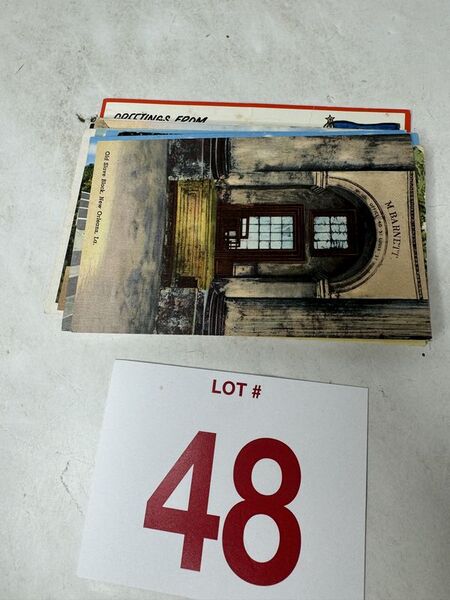 GREETINGS FROM
Old Slave Block, New Orleans, La.
M BARNETT
LOT #
48